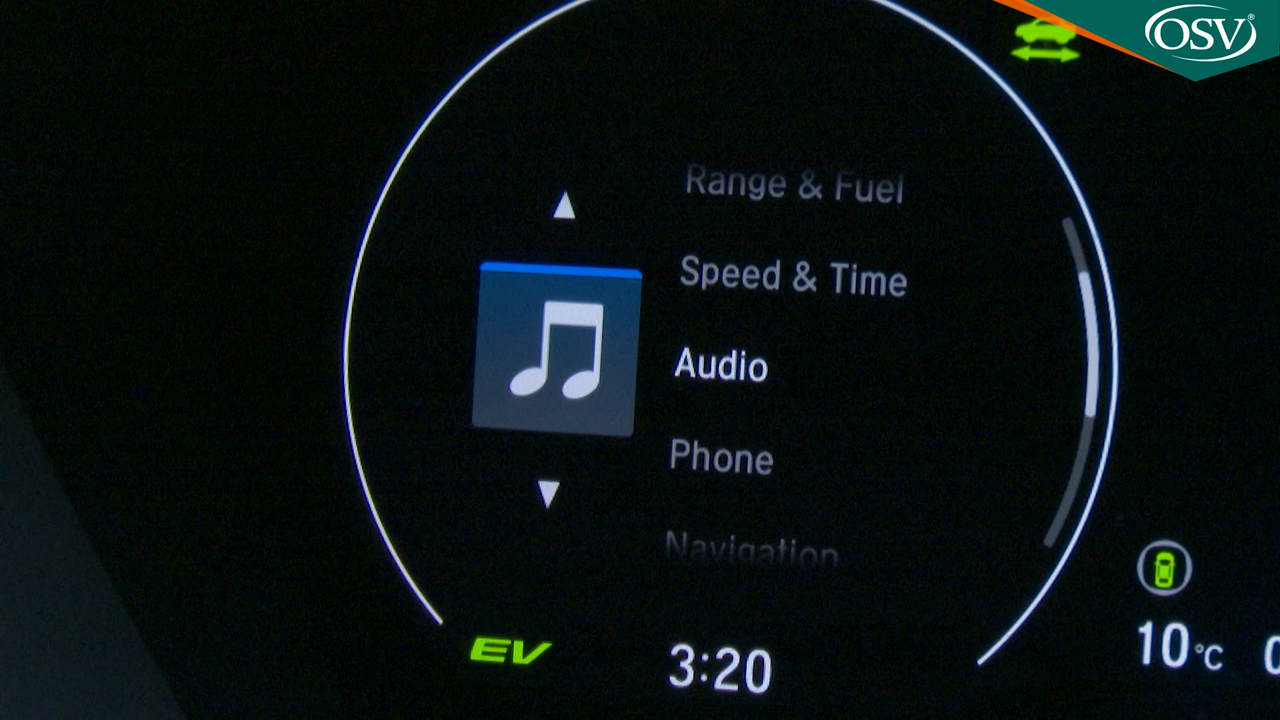 OSV®
Range & Fuel
Speed & Time
Audio
Phone
Navigation
EV
3:20
10°C